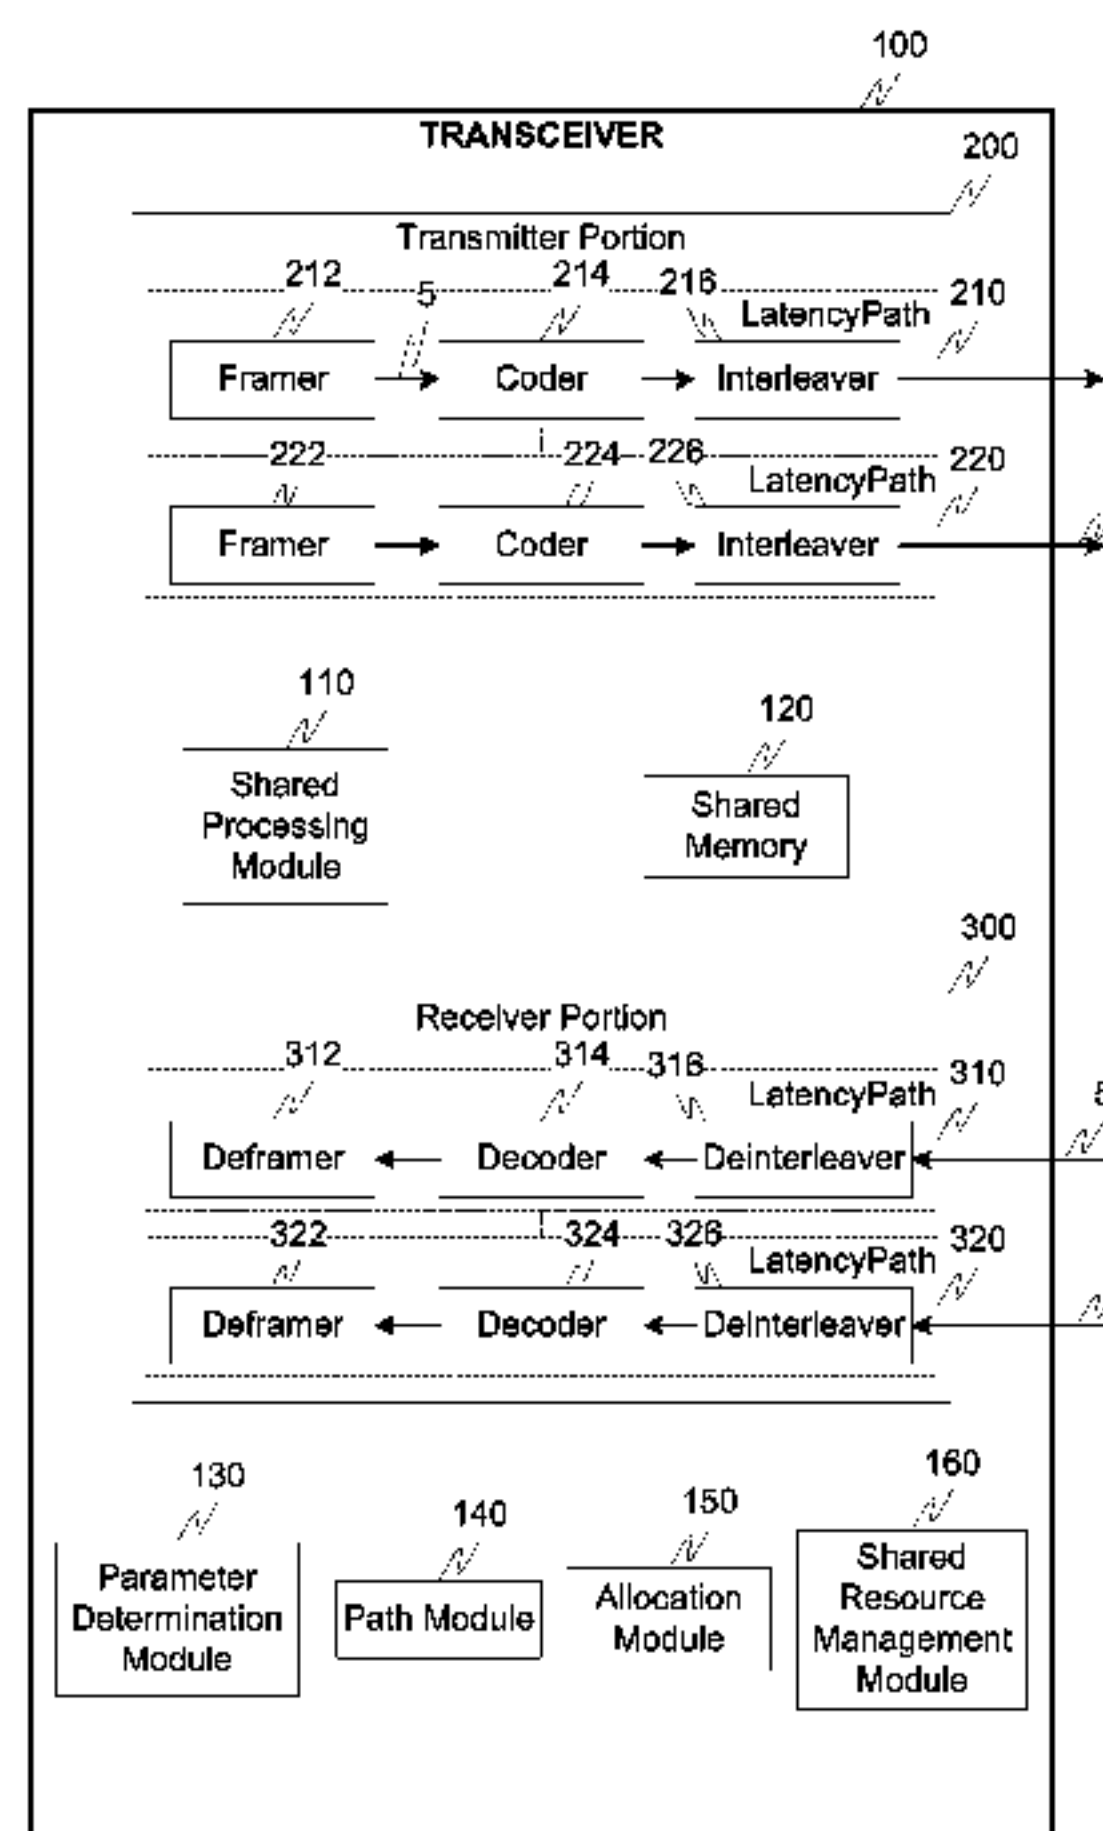 100
TRANSCEIVER
200
Transmitter Portion
212 5 214 216 210
LatencyPath
Framer Coder Interleaver
222 224 226 220
LatencyPath
Framer Coder Interleaver
110
120
Shared
Processing
Module
Shared
Memory
300
Receiver Portion
312 314 316 310
LatencyPath
Deframer Decoder Deinterleaver
322 324 326 320
LatencyPath
Deframer Decoder Deinterleaver
130
140
150
160
Parameter
Determination
Module
Path Module
Allocation
Module
Shared
Resource
Management
Module